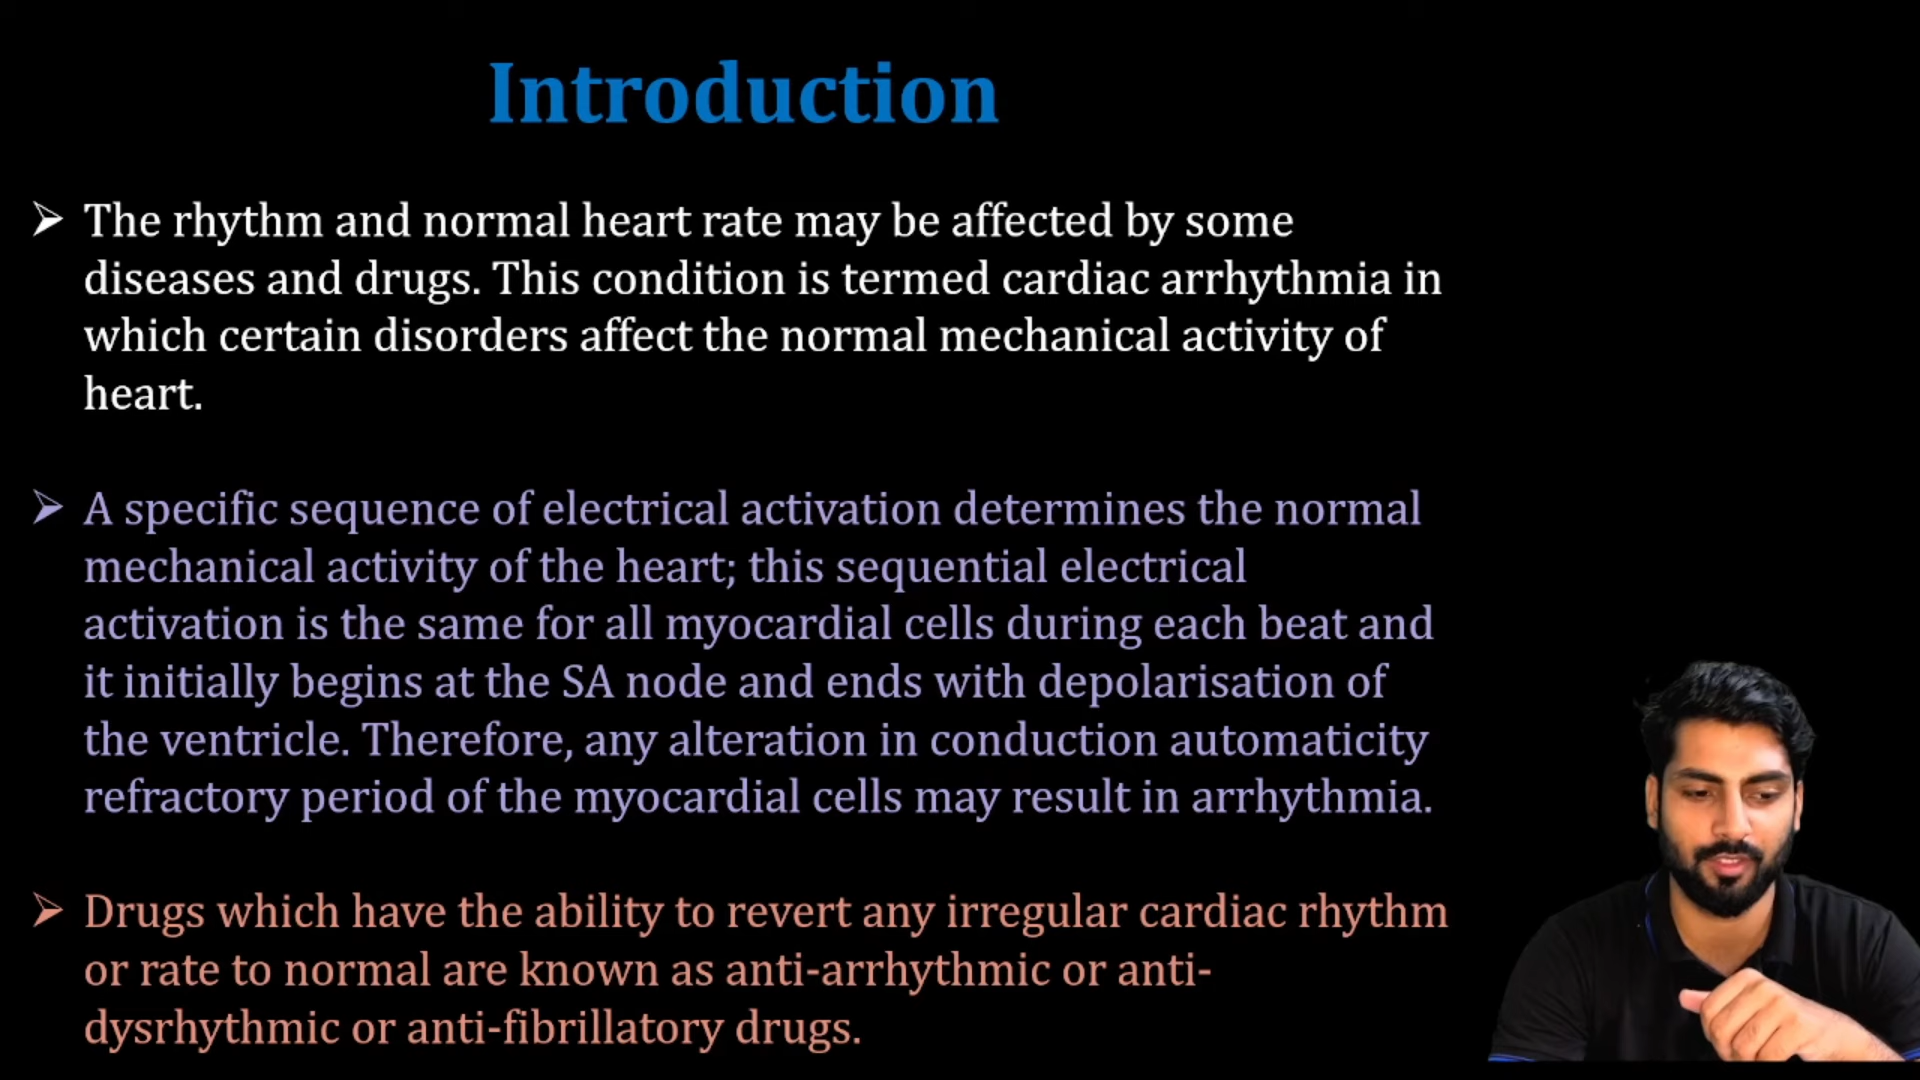 Introduction
➢ The rhythm and normal heart rate may be affected by some
diseases and drugs. This condition is termed cardiac arrhythmia in
which certain disorders affect the normal mechanical activity of
heart.
➢ A specific sequence of electrical activation determines the normal
mechanical activity of the heart; this sequential electrical
activation is the same for all myocardial cells during each beat and
it initially begins at the SA node and ends with depolarisation of
the ventricle. Therefore, any alteration in conduction automaticity
refractory period of the myocardial cells may result in arrhythmia.
➢ Drugs which have the ability to revert any irregular cardiac rhythm
or rate to normal are known as anti-arrhythmic or anti-
dysrhythmic or anti-fibrillatory drugs.